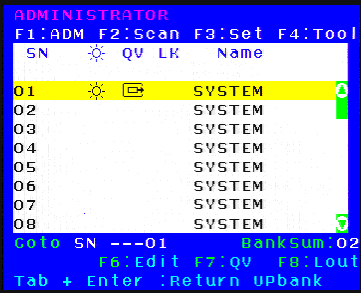 ADMINISTRATOR
F1:ADM F2:Scan F3:Set F4:Tool
SN QV LK Name
01 SYSTEM
02 SYSTEM
03 SYSTEM
04 SYSTEM
05 SYSTEM
06 SYSTEM
07 SYSTEM
08 SYSTEM
Goto SN ---01 BankSum:02
F6:Edit F7:QV F8:Lout
Tab + Enter :Return UPbank